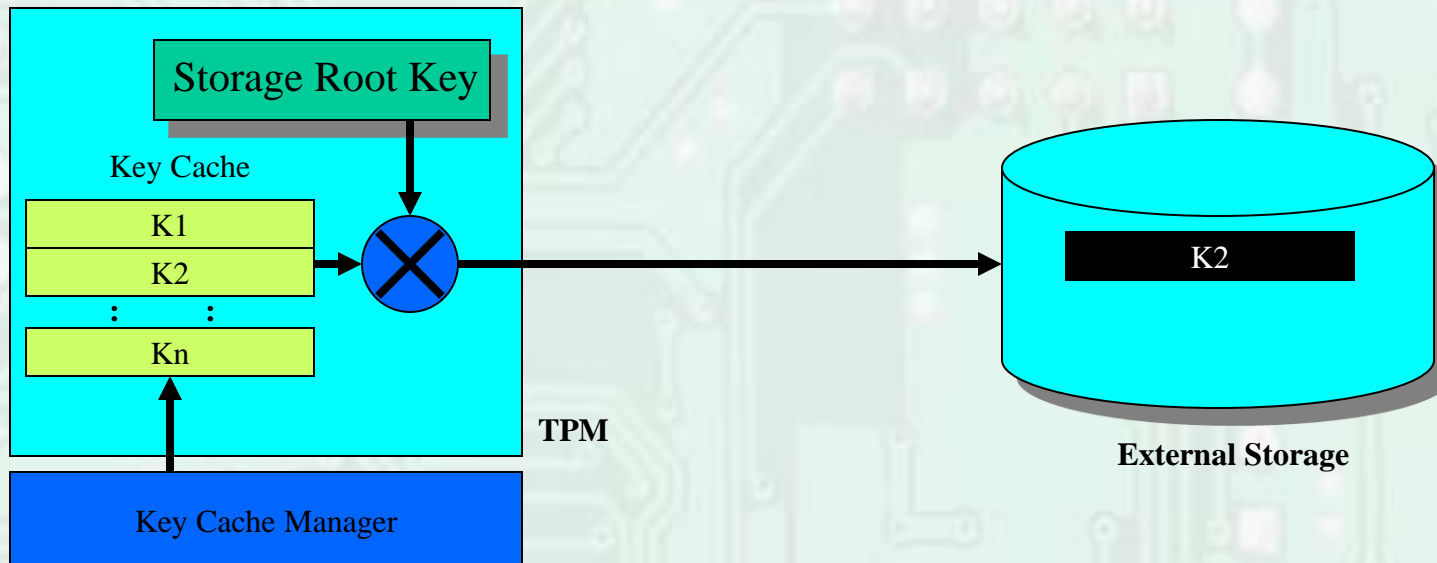 Storage Root Key
Key Cache
K1
K2
: :
Kn
TPM
Key Cache Manager
K2
External Storage